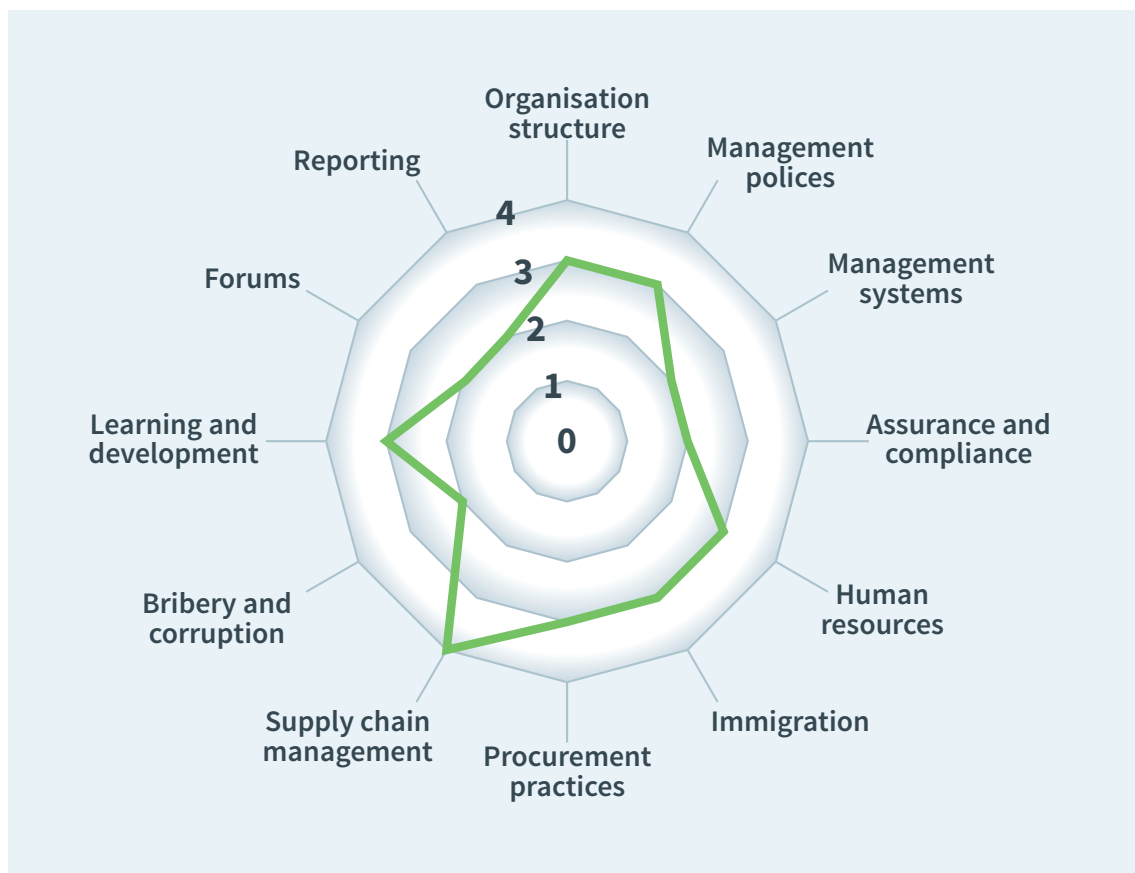 Organisation
structure
Management
polices
Reporting
4
Management
systems
3
Forums
2
1
Assurance and
compliance
0
Learning and
development
Human
resources
Bribery and
corruption
Immigration
Supply chain
management
Procurement
practices